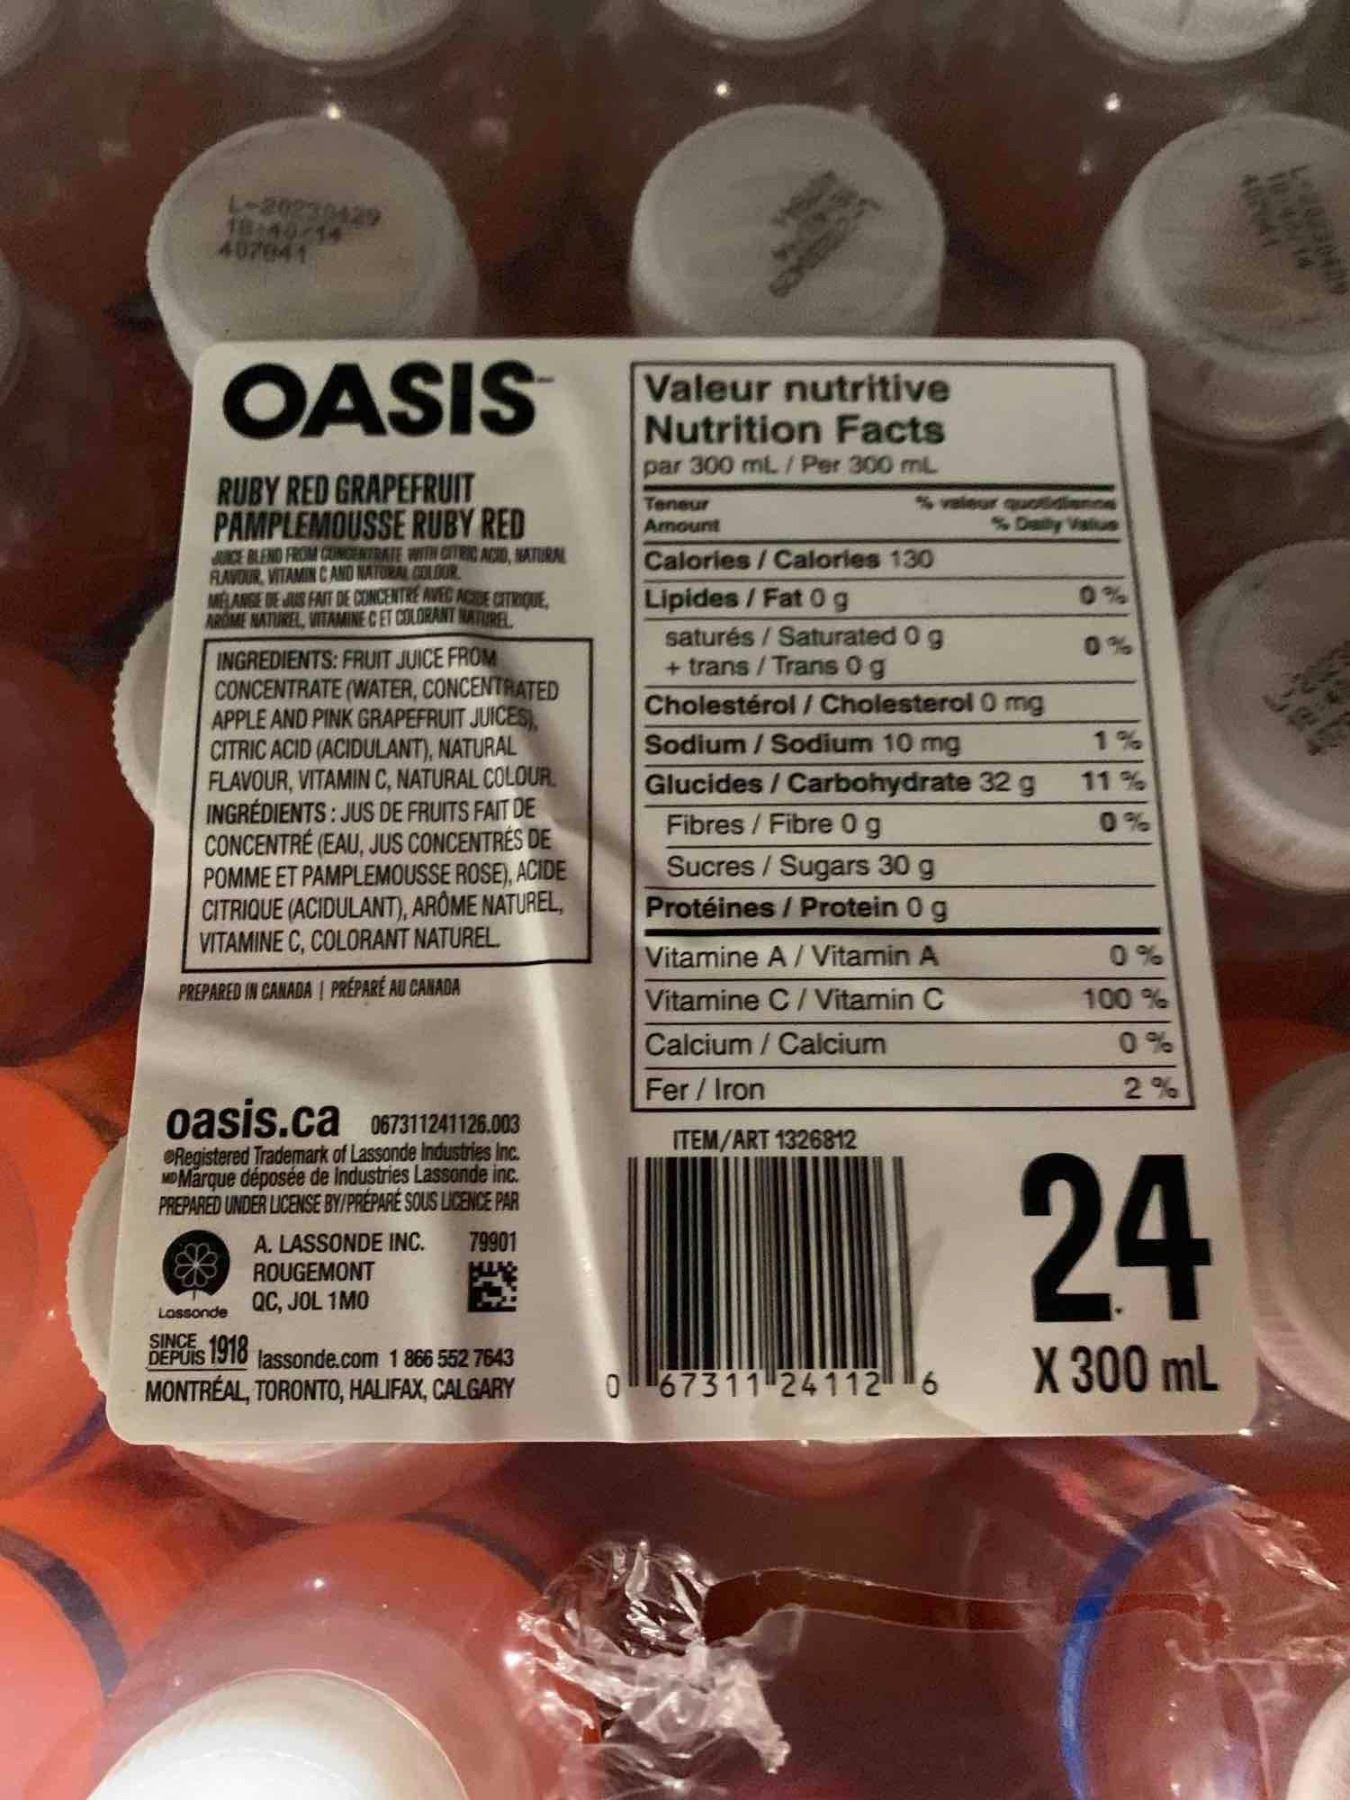 L-20230429
18:40/14
407041
OASIS™
RUBY RED GRAPEFRUIT
PAMPLEMOUSSE RUBY RED
JUICE BLEND FROM CONCENTRATE WITH CITRIC ACID, NATURAL
FLAVOUR, VITAMIN C AND NATURAL COLOUR.
MÉLANGE DE JUS FAIT DE CONCENTRÉ AVEC ACIDE CITRIQUE,
ARÔME NATUREL, VITAMINE C ET COLORANT NATUREL.
INGREDIENTS: FRUIT JUICE FROM
CONCENTRATE (WATER, CONCENTRATED
APPLE AND PINK GRAPEFRUIT JUICES),
CITRIC ACID (ACIDULANT), NATURAL
FLAVOUR, VITAMIN C, NATURAL COLOUR.
INGRÉDIENTS : JUS DE FRUITS FAIT DE
CONCENTRÉ (EAU, JUS CONCENTRÉS DE
POMME ET PAMPLEMOUSSE ROSE), ACIDE
CITRIQUE (ACIDULANT), ARÔME NATUREL,
VITAMINE C, COLORANT NATUREL.
PREPARED IN CANADA | PRÉPARÉ AU CANADA
oasis.ca 067311241126.003
®Registered Trademark of Lassonde Industries Inc.
MD Marque déposée de Industries Lassonde inc.
PREPARED UNDER LICENSE BY/PRÉPARÉ SOUS LICENCE PAR
A. LASSONDE INC. 79901
ROUGEMONT
QC, J0L 1M0
Lassonde
SINCE
DEPUIS 1918 lassonde.com 1 866 552 7643
MONTRÉAL, TORONTO, HALIFAX, CALGARY
Valeur nutritive
Nutrition Facts
par 300 mL / Per 300 mL
Teneur % valeur quotidienne
Amount % Daily Value
Calories / Calories 130
Lipides / Fat 0 g 0 %
saturés / Saturated 0 g
+ trans / Trans 0 g 0 %
Cholestérol / Cholesterol 0 mg
Sodium / Sodium 10 mg 1 %
Glucides / Carbohydrate 32 g 11 %
Fibres / Fibre 0 g 0 %
Sucres / Sugars 30 g
Protéines / Protein 0 g
Vitamine A / Vitamin A 0 %
Vitamine C / Vitamin C 100 %
Calcium / Calcium 0 %
Fer / Iron 2 %
ITEM/ART 1326812
0 67311 24112 6
24
X 300 mL